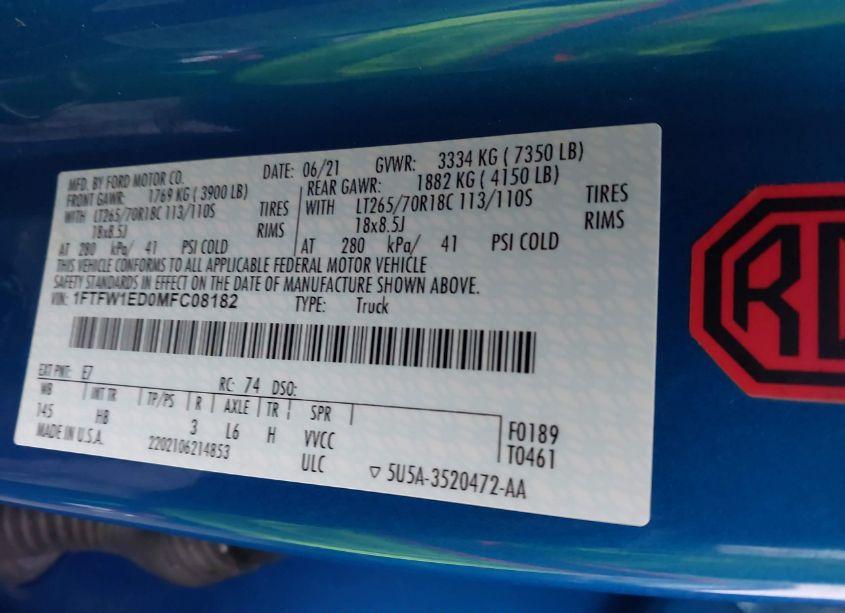 MFD. BY FORD MOTOR CO. DATE: 06/21 GVWR: 3334 KG ( 7350 LB)
FRONT GAWR: 1769 KG ( 3900 LB) REAR GAWR: 1882 KG ( 4150 LB)
WITH LT265/70R18C 113/110S TIRES WITH LT265/70R18C 113/110S TIRES
18x8.5J RIMS 18x8.5J RIMS
AT 280 kPa/ 41 PSI COLD AT 280 kPa/ 41 PSI COLD
THIS VEHICLE CONFORMS TO ALL APPLICABLE FEDERAL MOTOR VEHICLE
SAFETY STANDARDS IN EFFECT ON THE DATE OF MANUFACTURE SHOWN ABOVE.
VIN: 1FTFW1ED0MFC08182 TYPE: Truck
EXT PNT: E7 RC: 74 DSO:
WB INT TR TP/PS R AXLE TR SPR
145 HB 3 L6 H VVCC F0189
MADE IN U.S.A. 2202106214853 ULC T0461
▽ 5U5A-3520472-AA